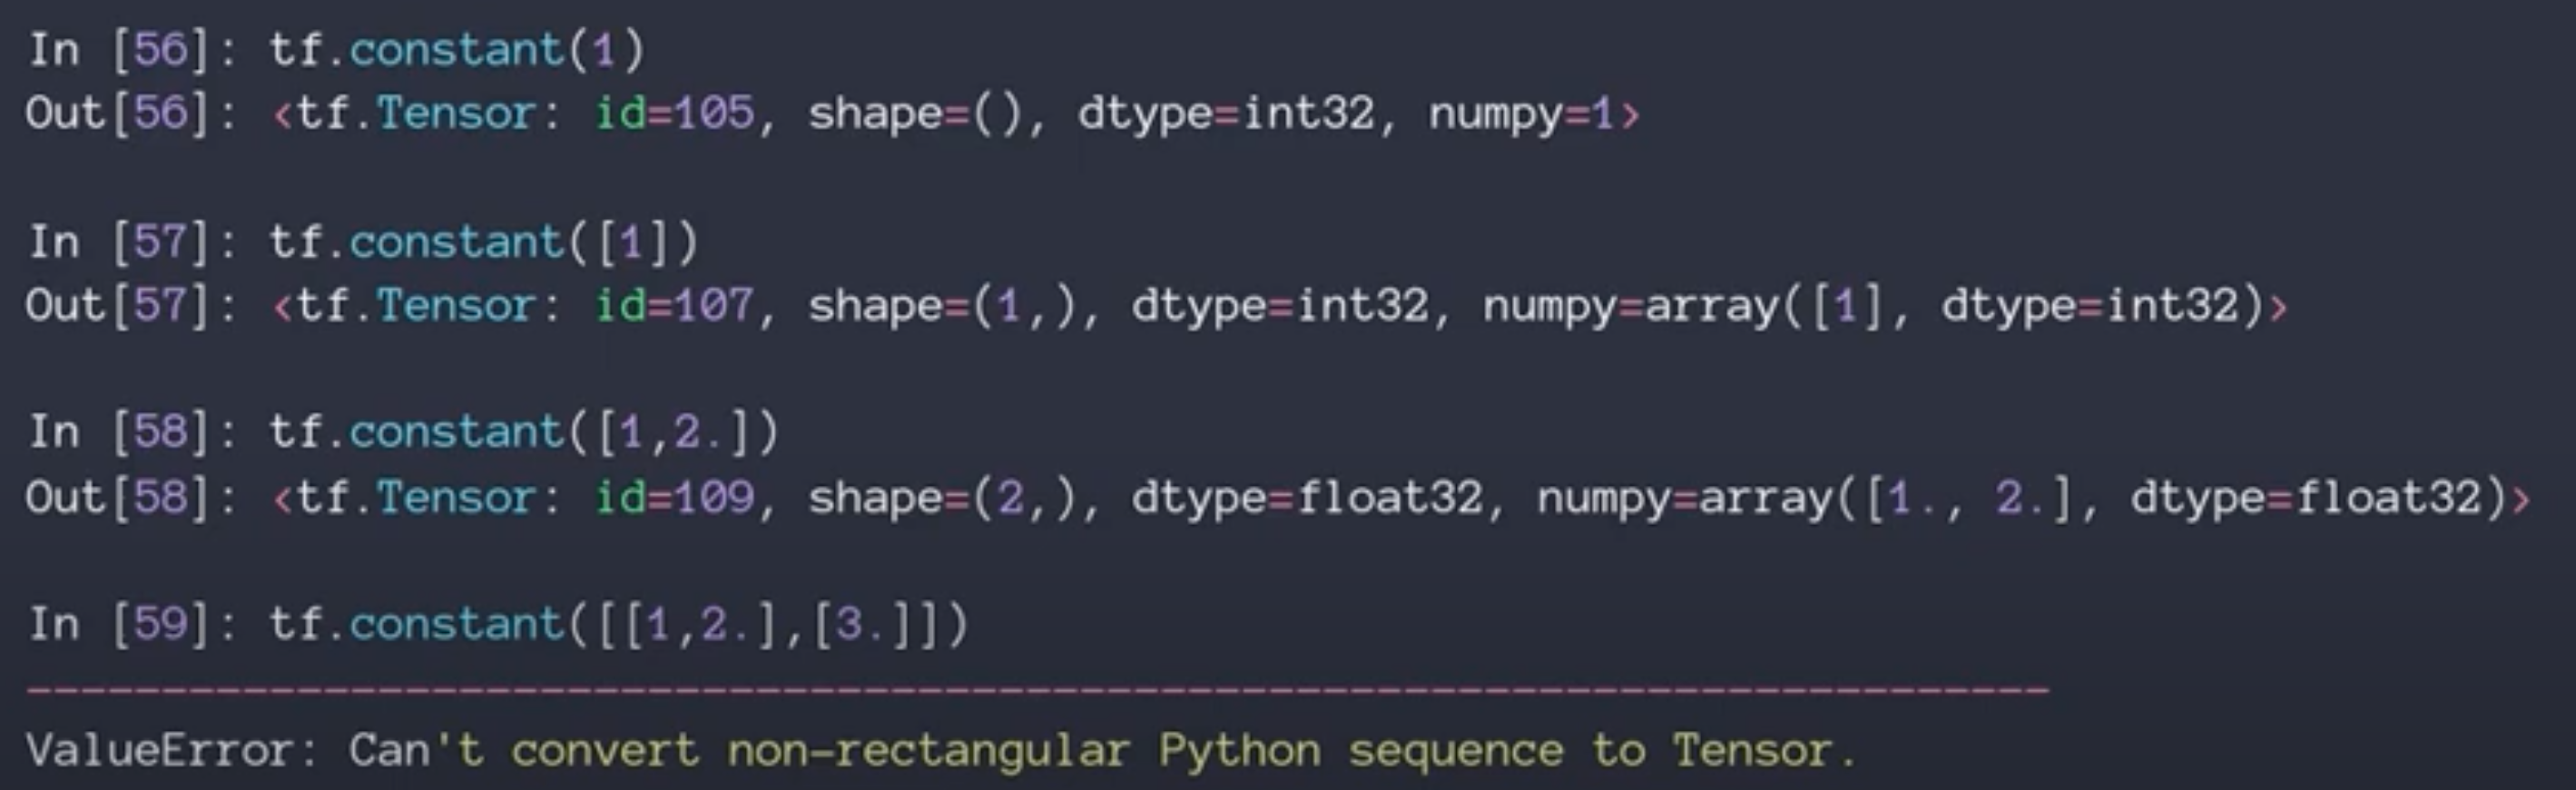 In [56]: tf.constant(1)
Out[56]: <tf.Tensor: id=105, shape=(), dtype=int32, numpy=1>
In [57]: tf.constant([1])
Out[57]: <tf.Tensor: id=107, shape=(1,), dtype=int32, numpy=array([1], dtype=int32)>
In [58]: tf.constant([1,2.])
Out[58]: <tf.Tensor: id=109, shape=(2,), dtype=float32, numpy=array([1., 2.], dtype=float32)>
In [59]: tf.constant([[1,2.],[3.]])
---------------------------------------------------------------------------
ValueError: Can't convert non-rectangular Python sequence to Tensor.